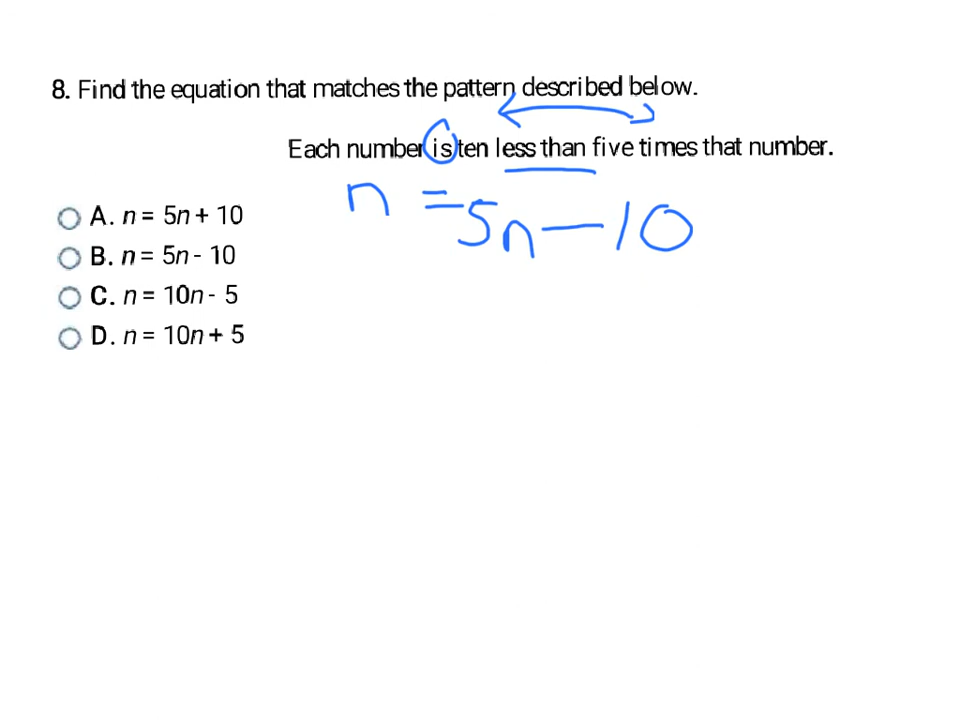 8. Find the equation that matches the pattern described below.
Each number is ten less than five times that number.
n = 5n - 10
A. n = 5n + 10
B. n = 5n - 10
C. n = 10n - 5
D. n = 10n + 5